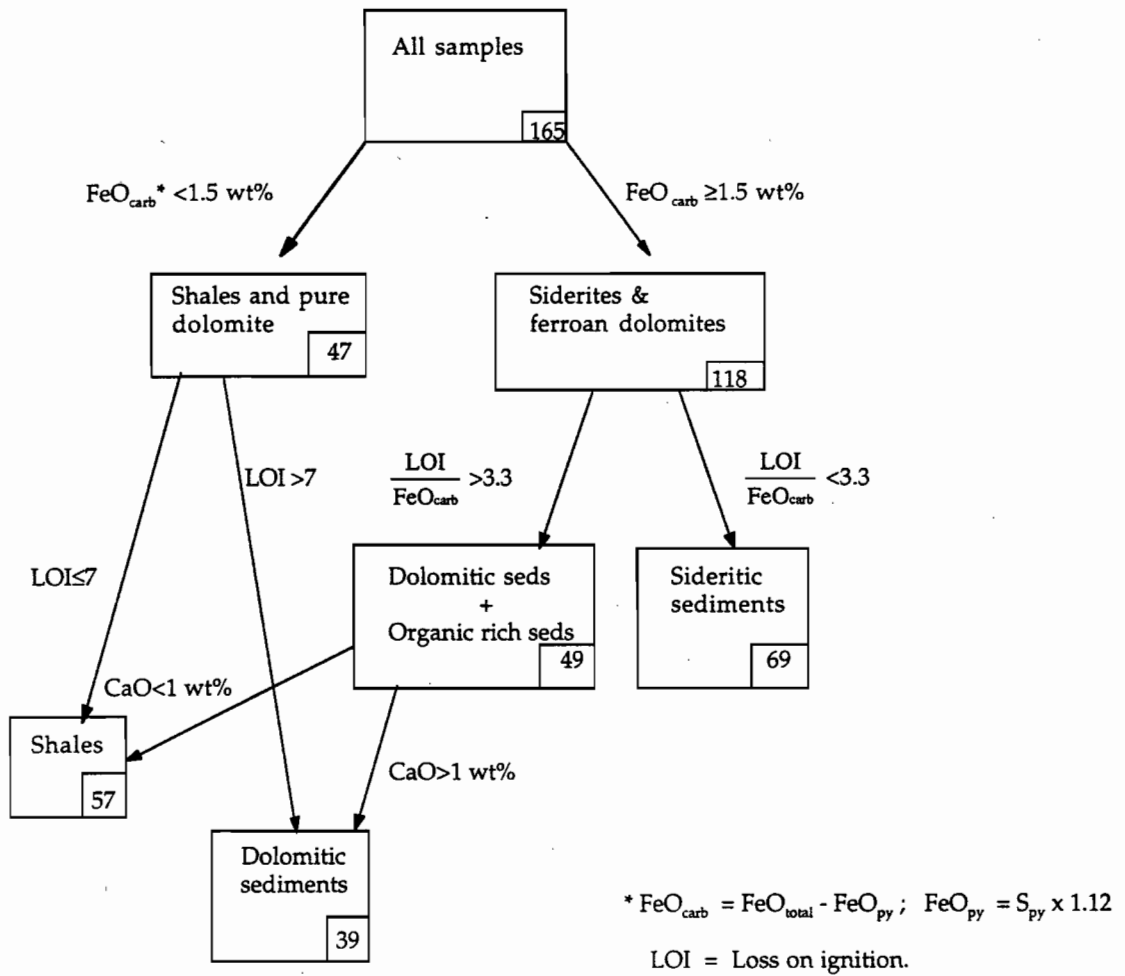 All samples
165
FeOcarb* <1.5 wt%
FeO carb ≥1.5 wt%
Shales and pure
dolomite
47
Siderites &
ferroan dolomites
118
LOI >7
LOI
FeOcarb
>3.3
LOI
FeOcarb
<3.3
LOI≤7
Dolomitic seds
+
Organic rich seds
49
Sideritic
sediments
69
CaO<1 wt%
Shales
57
CaO>1 wt%
Dolomitic
sediments
39
* FeOcarb = FeOtotal - FeOpy ; FeOpy = Spy x 1.12
LOI = Loss on ignition.